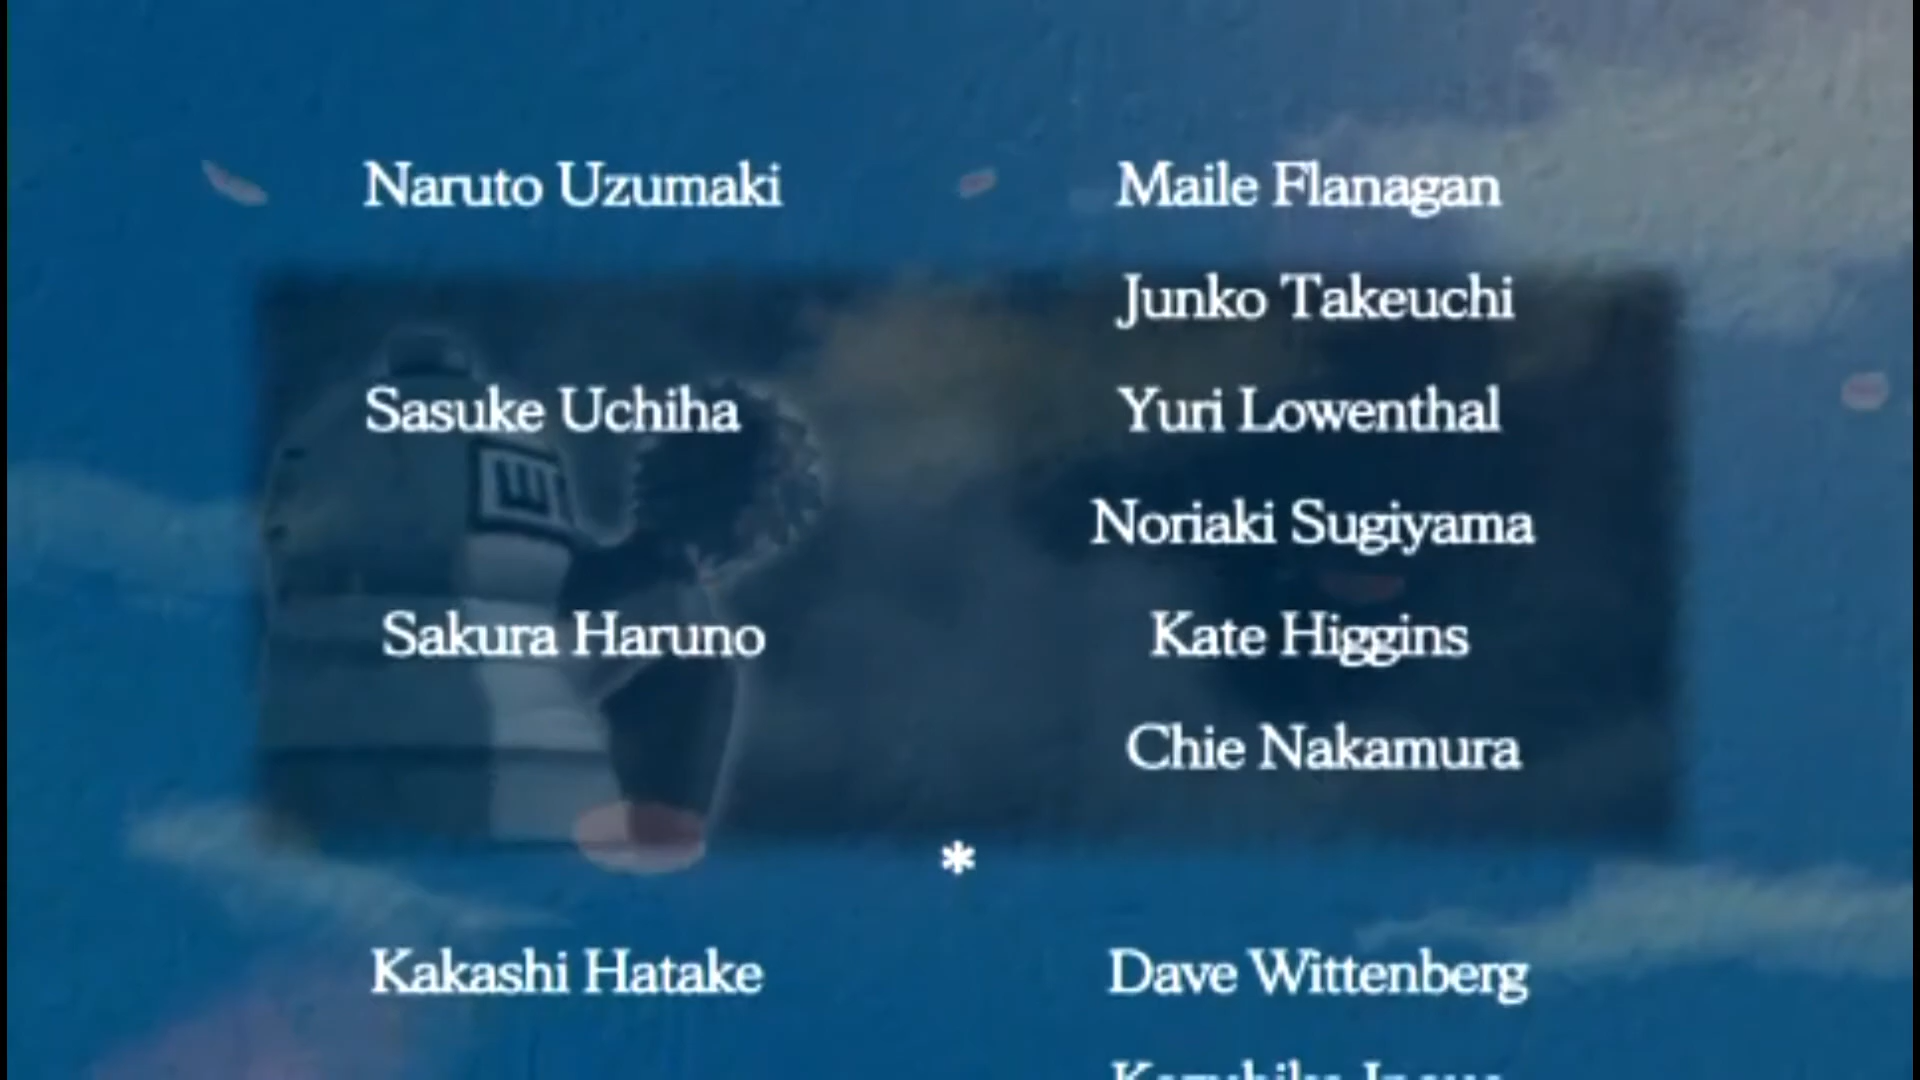 Naruto Uzumaki Maile Flanagan
Junko Takeuchi
Sasuke Uchiha Yuri Lowenthal
Noriaki Sugiyama
Sakura Haruno Kate Higgins
Chie Nakamura
*
Kakashi Hatake Dave Wittenberg